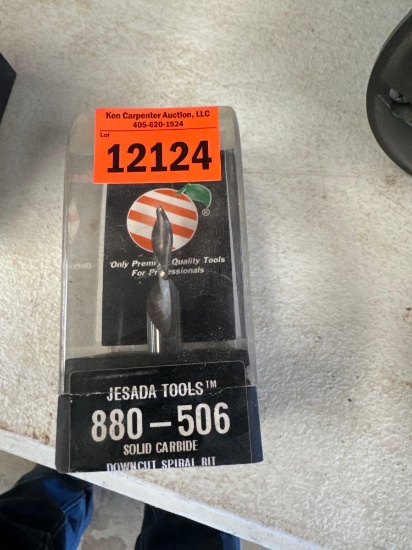 Ken Carpenter Auction, LLC
405-620-1524
Lot
12124
®
"Only Premium Quality Tools
For Professionals
JESADA TOOLS™
880-506
SOLID CARBIDE
DOWNCUT SPIRAL BIT